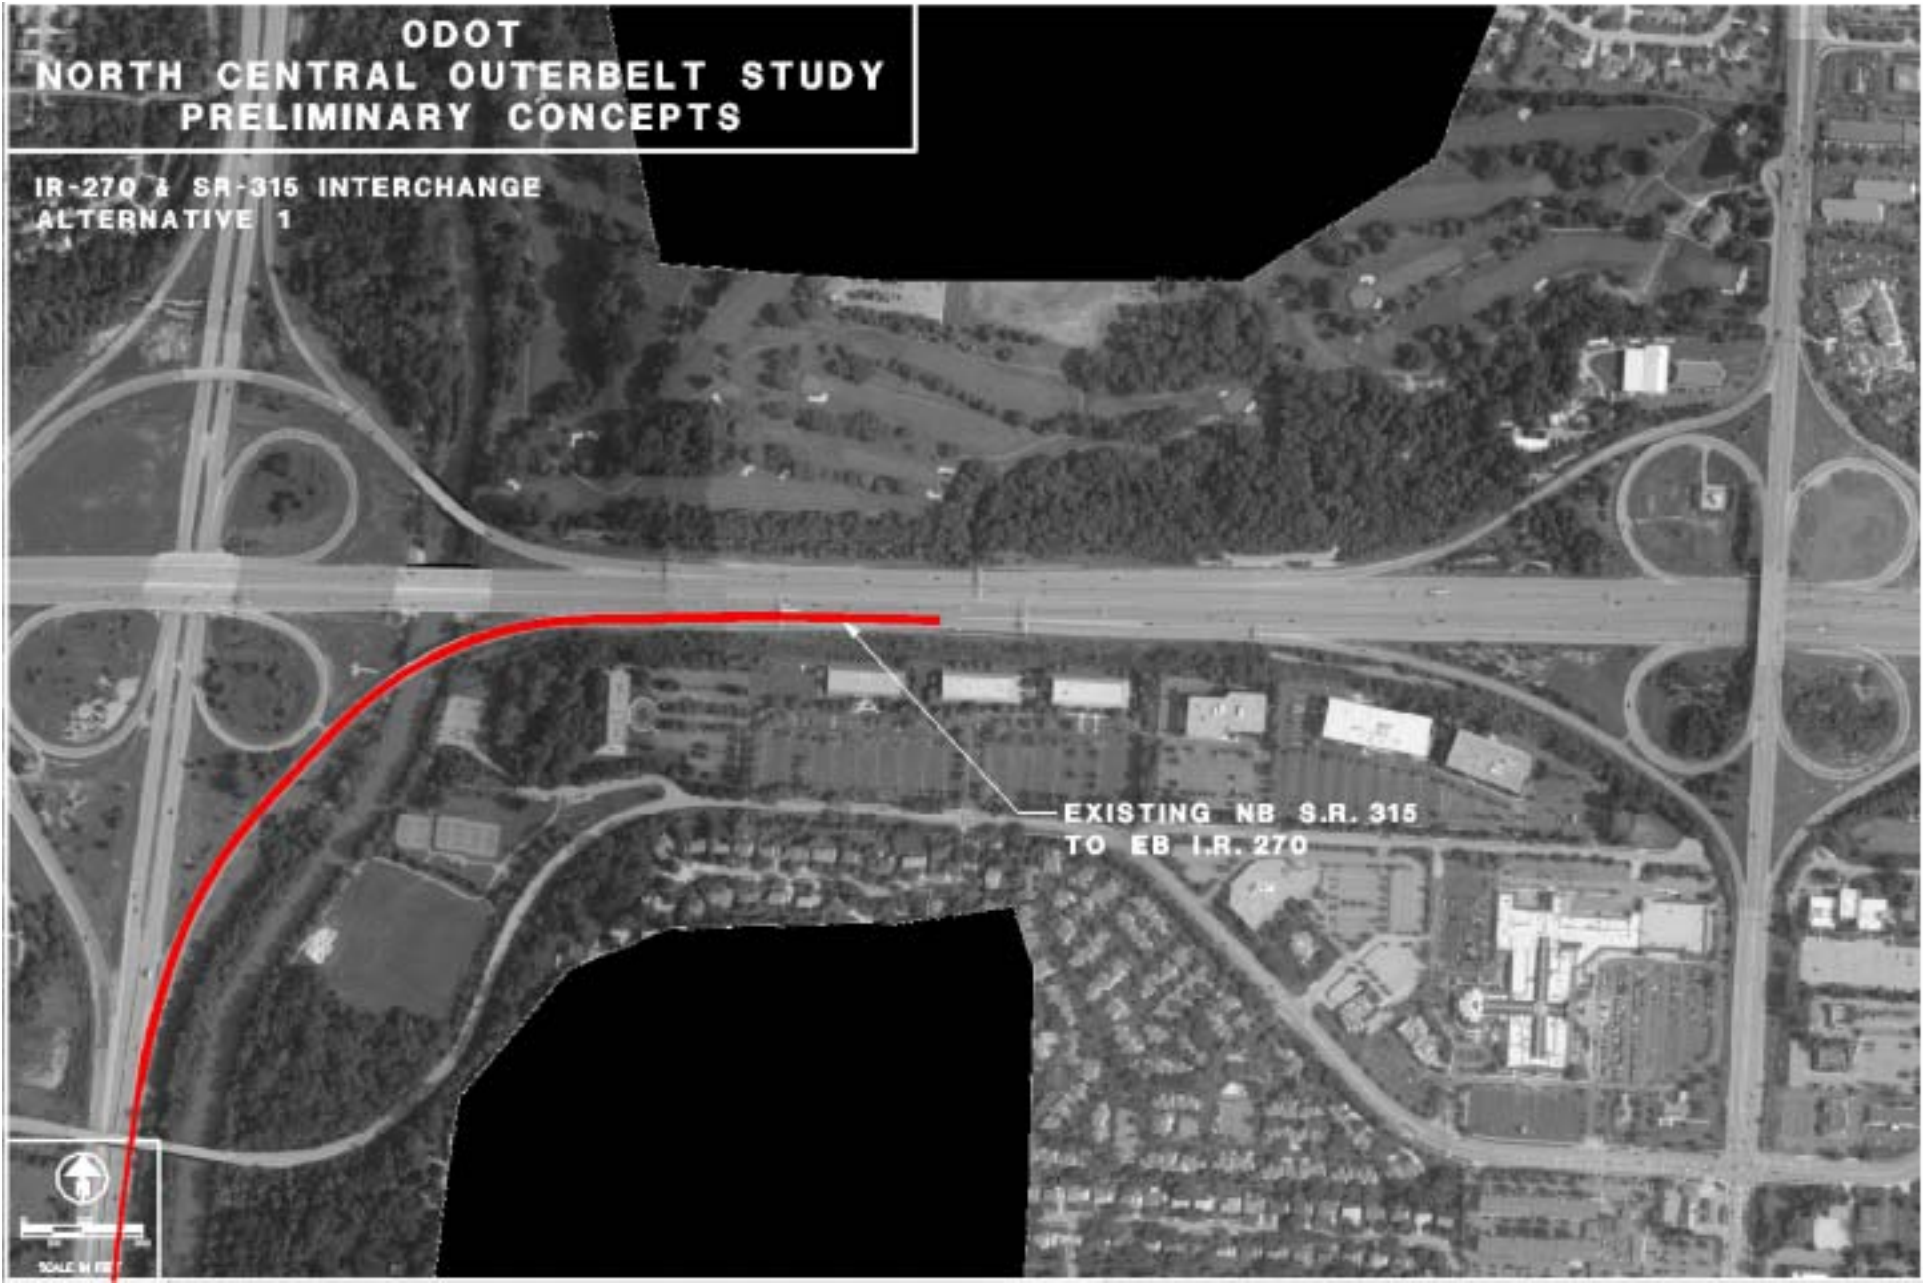 ODOT
NORTH CENTRAL OUTERBELT STUDY
PRELIMINARY CONCEPTS
IR-270 & SR-315 INTERCHANGE
ALTERNATIVE 1
EXISTING NB S.R. 315
TO EB I.R. 270
SCALE IN FEET